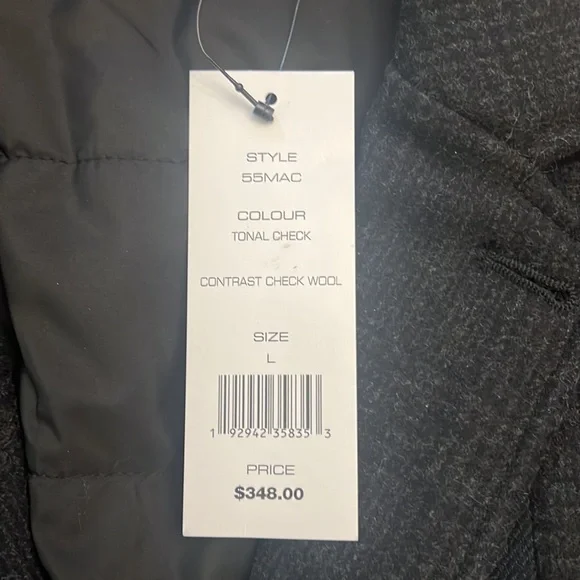 STYLE
55MAC
COLOUR
TONAL CHECK
CONTRAST CHECK WOOL
SIZE
L
1 92942 35835 3
PRICE
$348.00